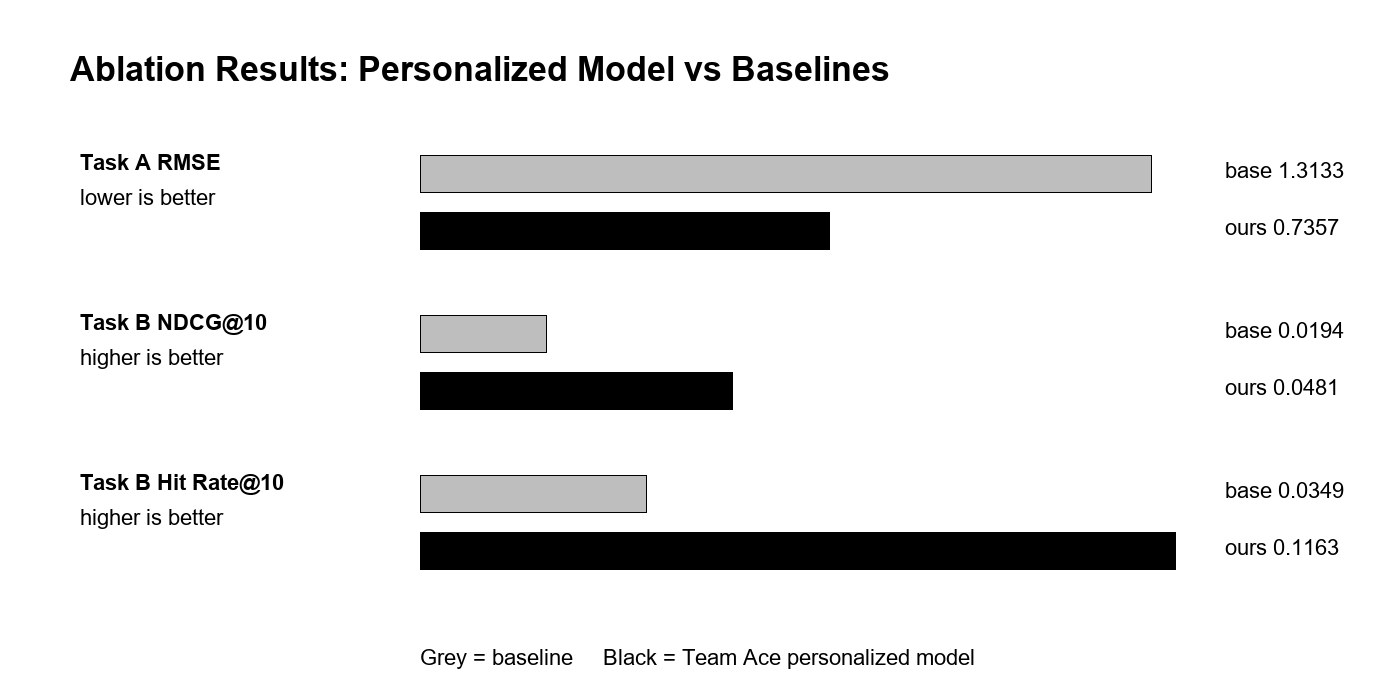 Ablation Results: Personalized Model vs Baselines
Task A RMSE
lower is better
base 1.3133
ours 0.7357
Task B NDCG@10
higher is better
base 0.0194
ours 0.0481
Task B Hit Rate@10
higher is better
base 0.0349
ours 0.1163
Grey = baseline Black = Team Ace personalized model